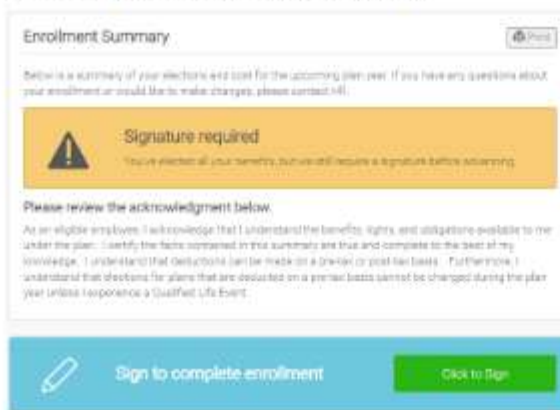 Enrollment Summary
Print
Below is a summary of your elections and cost for the upcoming plan year. If you have any questions about
your enrollment or would like to make changes, please contact HR.
Signature required
You've elected all your benefits, but we still require a signature before advancing.
Please review the acknowledgment below.
As an eligible employee, I acknowledge that I understand the benefits, rights, and obligations available to me
under the plan. I certify the facts contained in this summary are true and complete to the best of my
knowledge. I understand that deductions can be made on a pre-tax or post-tax basis. Furthermore, I
understand that elections for plans that are deducted on a pre-tax basis cannot be changed during the plan
year unless I experience a Qualified Life Event.
Sign to complete enrollment
Click to Sign